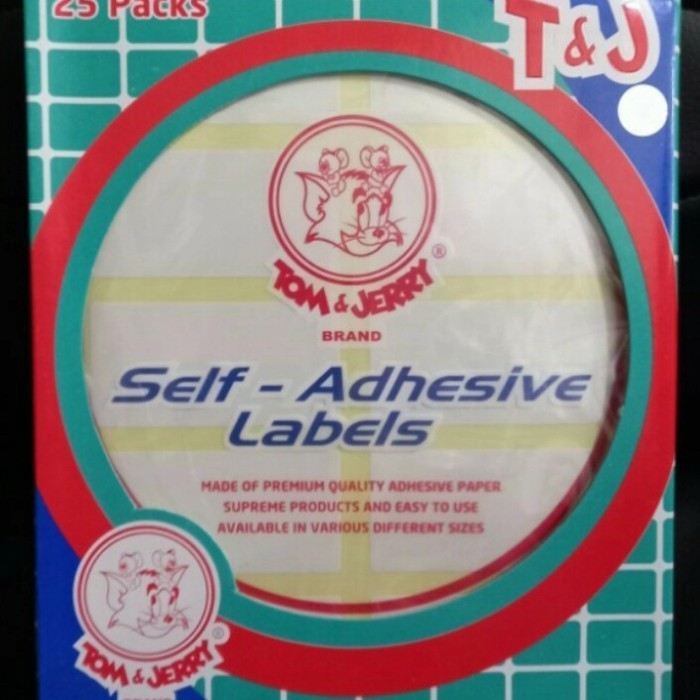 25 Packs
T & J
TOM & JERRY ®
BRAND
Self - Adhesive
Labels
MADE OF PREMIUM QUALITY ADHESIVE PAPER
SUPREME PRODUCTS AND EASY TO USE
AVAILABLE IN VARIOUS DIFFERENT SIZES
TOM & JERRY ®
BRAND